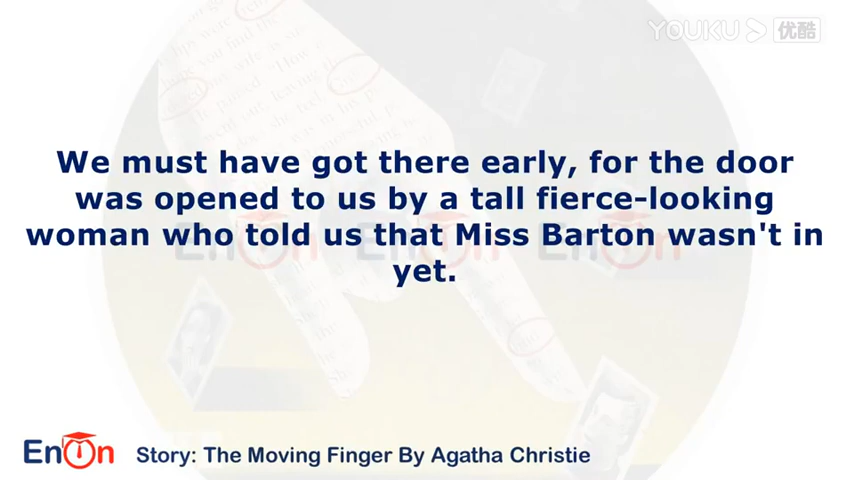 YOUKU 优酷
We must have got there early, for the door
was opened to us by a tall fierce-looking
woman who told us that Miss Barton wasn't in
yet.
EnOn Story: The Moving Finger By Agatha Christie